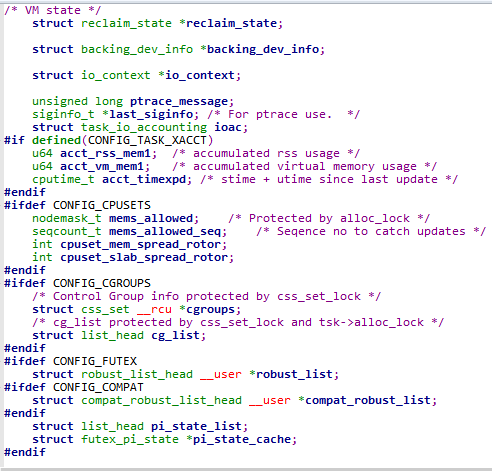 /* VM state */
struct reclaim_state *reclaim_state;
struct backing_dev_info *backing_dev_info;
struct io_context *io_context;
unsigned long ptrace_message;
siginfo_t *last_siginfo; /* For ptrace use.  */
struct task_io_accounting ioac;
#if defined(CONFIG_TASK_XACCT)
u64 acct_rss_mem1;  /* accumulated rss usage */
u64 acct_vm_mem1;   /* accumulated virtual memory usage */
cputime_t acct_timexpd; /* stime + utime since last update */
#endif
#ifdef CONFIG_CPUSETS
nodemask_t mems_allowed;    /* Protected by alloc_lock */
seqcount_t mems_allowed_seq;    /* Seqence no to catch updates */
int cpuset_mem_spread_rotor;
int cpuset_slab_spread_rotor;
#endif
#ifdef CONFIG_CGROUPS
/* Control Group info protected by css_set_lock */
struct css_set __rcu *cgroups;
/* cg_list protected by css_set_lock and tsk->alloc_lock */
struct list_head cg_list;
#endif
#ifdef CONFIG_FUTEX
struct robust_list_head __user *robust_list;
#ifdef CONFIG_COMPAT
struct compat_robust_list_head __user *compat_robust_list;
#endif
struct list_head pi_state_list;
struct futex_pi_state *pi_state_cache;
#endif